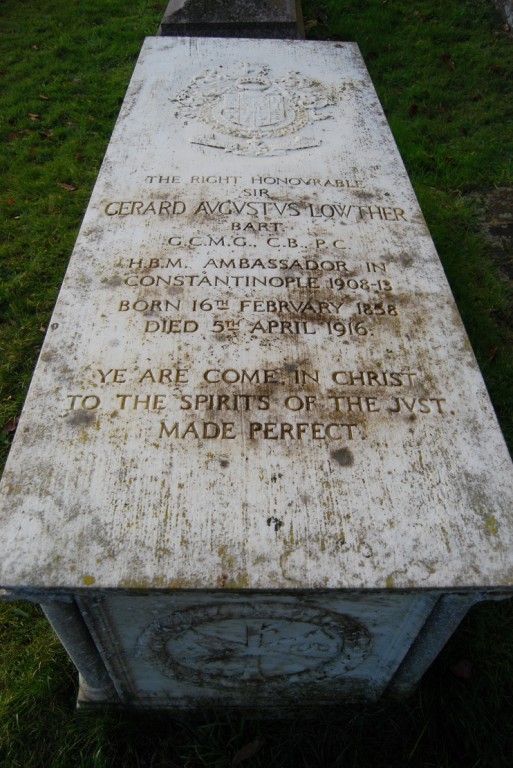 THE RIGHT HONOVRABLE
SIR
GERARD AVGVSTVS LOWTHER
BART.
G.C.M.G., C.B., P.C.
H.B.M. AMBASSADOR IN
CONSTANTINOPLE 1908-13
BORN 16TH FEBRUARY 1858
DIED 5TH APRIL 1916.
YE ARE COME IN CHRIST
TO THE SPIRITS OF THE JVST
MADE PERFECT.